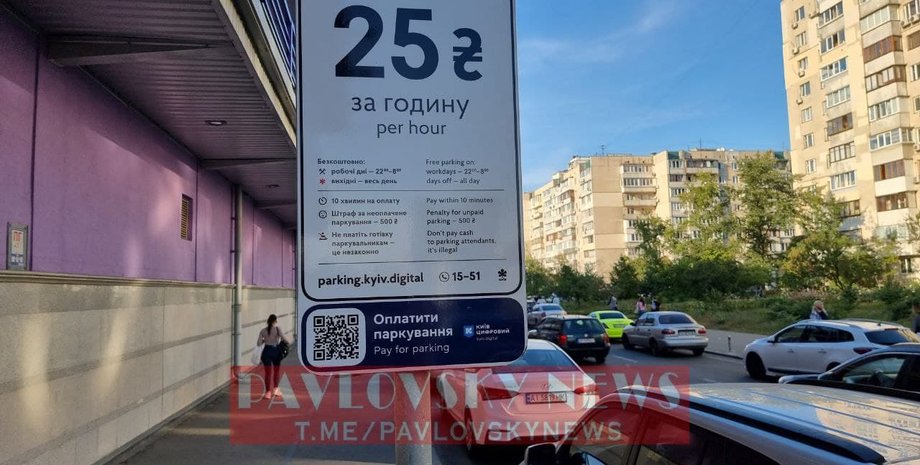 25 ₴
за годину
per hour
Безкоштовно:
робочі дні – 22⁰⁰–8⁰⁰
вихідні – весь день
Free parking on:
workdays – 22⁰⁰–8⁰⁰
days off – all day
10 хвилин на оплату
Pay within 10 minutes
Штраф за неоплачене
паркування – 500 ₴
Penalty for unpaid
parking – 500 ₴
Не платіть готівку
паркувальникам –
це незаконно
Don't pay cash
to parking attendants,
it's illegal
parking.kyiv.digital
15–51
Оплатити
паркування
Pay for parking
КИЇВ
ЦИФРОВИЙ
kyiv.digital
PAVLOVSKY NEWS
T.ME/PAVLOVSKYNEWS